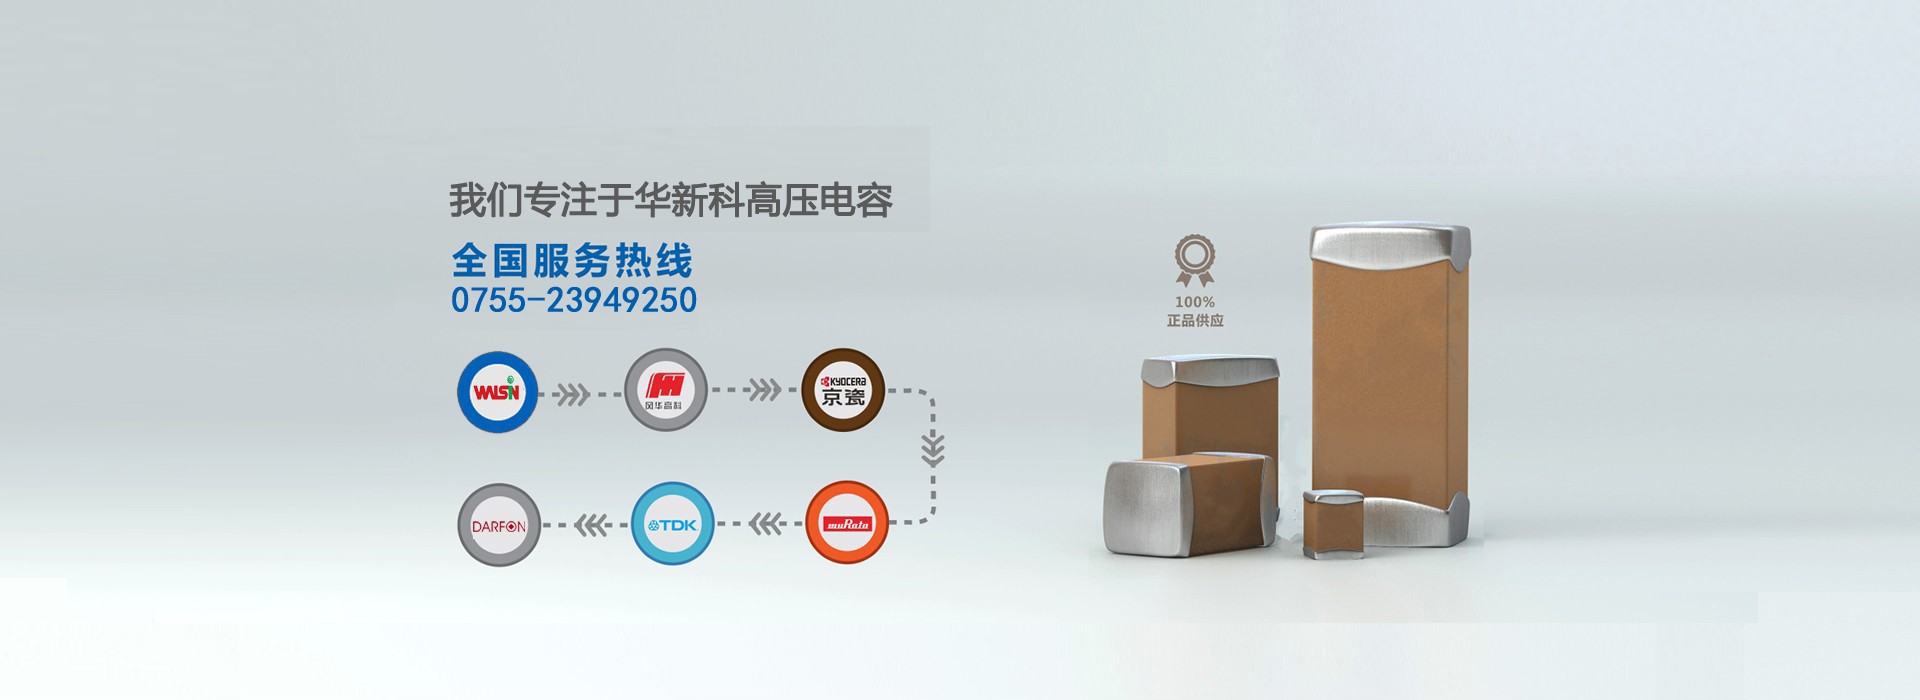 我们专注于华新科高压电容
全国服务热线
0755-23949250
WALSIN
风华高科
KYOCERA
京瓷
muRata
TDK
DARFON
100%
正品供应